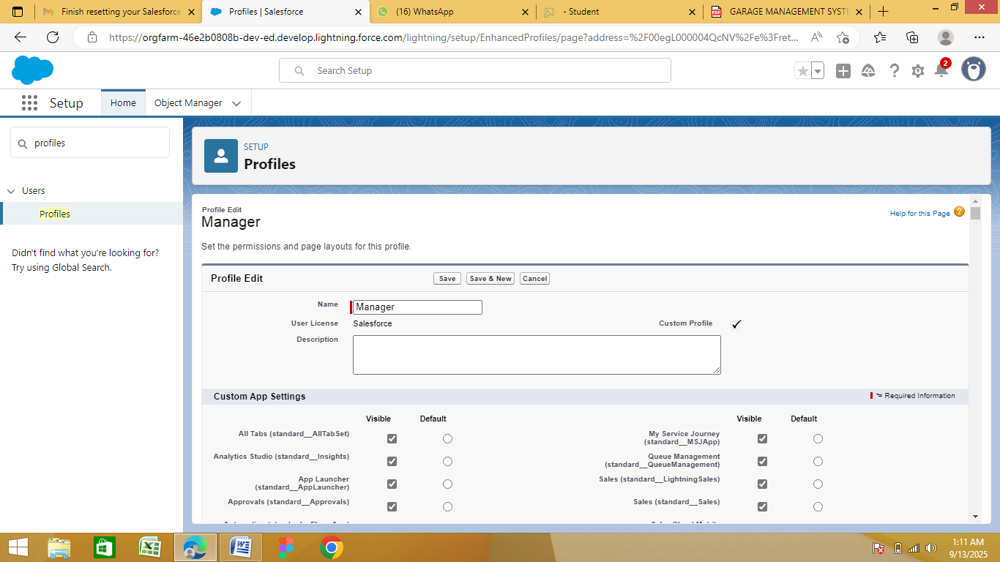 Finish resetting your Salesforce
Profiles | Salesforce
(16) WhatsApp
- Student
GARAGE MANAGEMENT SYSTE
https://orgfarm-46e2b0808b-dev-ed.develop.lightning.force.com/lightning/setup/EnhancedProfiles/page?address=%2F00egL000004QcNV%2Fe%3Fret...
Search Setup
2
Setup
Home
Object Manager
profiles
Users
Profiles
Didn't find what you're looking for?
Try using Global Search.
SETUP
Profiles
Profile Edit
Manager
Help for this Page
Set the permissions and page layouts for this profile.
Profile Edit
Save
Save & New
Cancel
Name
Manager
User License
Salesforce
Custom Profile
Description
Custom App Settings
= Required Information
Visible
Default
Visible
Default
All Tabs (standard__AllTabSet)
My Service Journey
(standard__MSJApp)
Analytics Studio (standard__Insights)
Queue Management
(standard__QueueManagement)
App Launcher
(standard__AppLauncher)
Sales (standard__LightningSales)
Approvals (standard__Approvals)
Sales (standard__Sales)
1:11 AM
9/13/2025